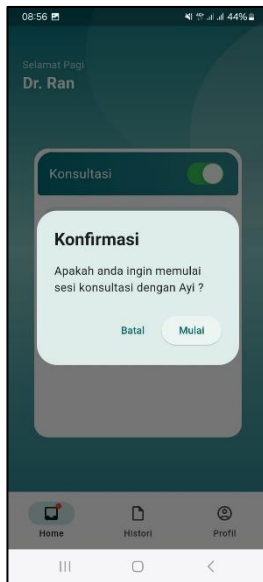 08:56
44%
Selamat Pagi
Dr. Ran
Konsultasi
Konfirmasi
Apakah anda ingin memulai
sesi konsultasi dengan Ayi ?
Batal Mulai
Home Histori Profil